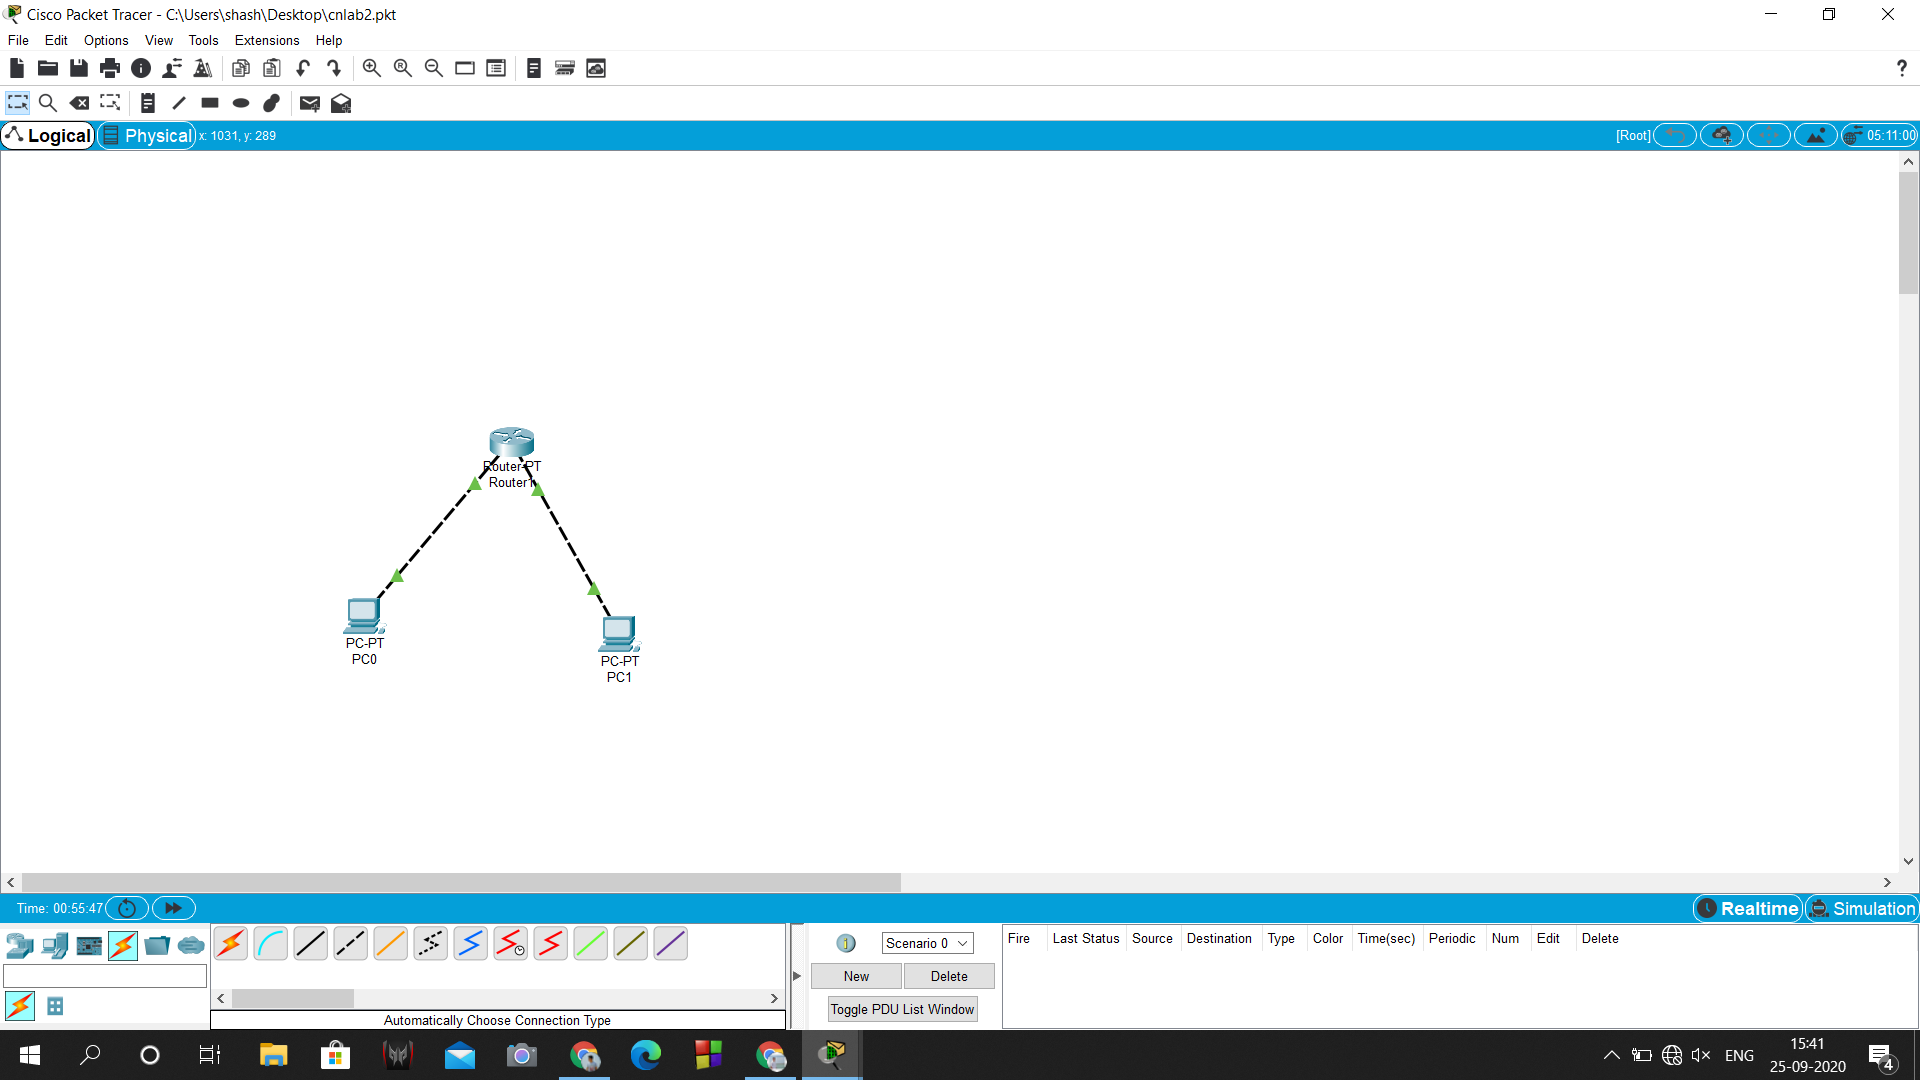 Cisco Packet Tracer - C:\Users\shash\Desktop\cnlab2.pkt
File Edit Options View Tools Extensions Help
?
Logical Physical x: 1031, y: 289 [Root] 05:11:00
Router-PT
Router1
PC-PT
PC0
PC-PT
PC1
Time: 00:55:47 Realtime Simulation
Scenario 0
Fire Last Status Source Destination Type Color Time(sec) Periodic Num Edit Delete
New Delete
Toggle PDU List Window
Automatically Choose Connection Type
ENG
15:41
25-09-2020
4